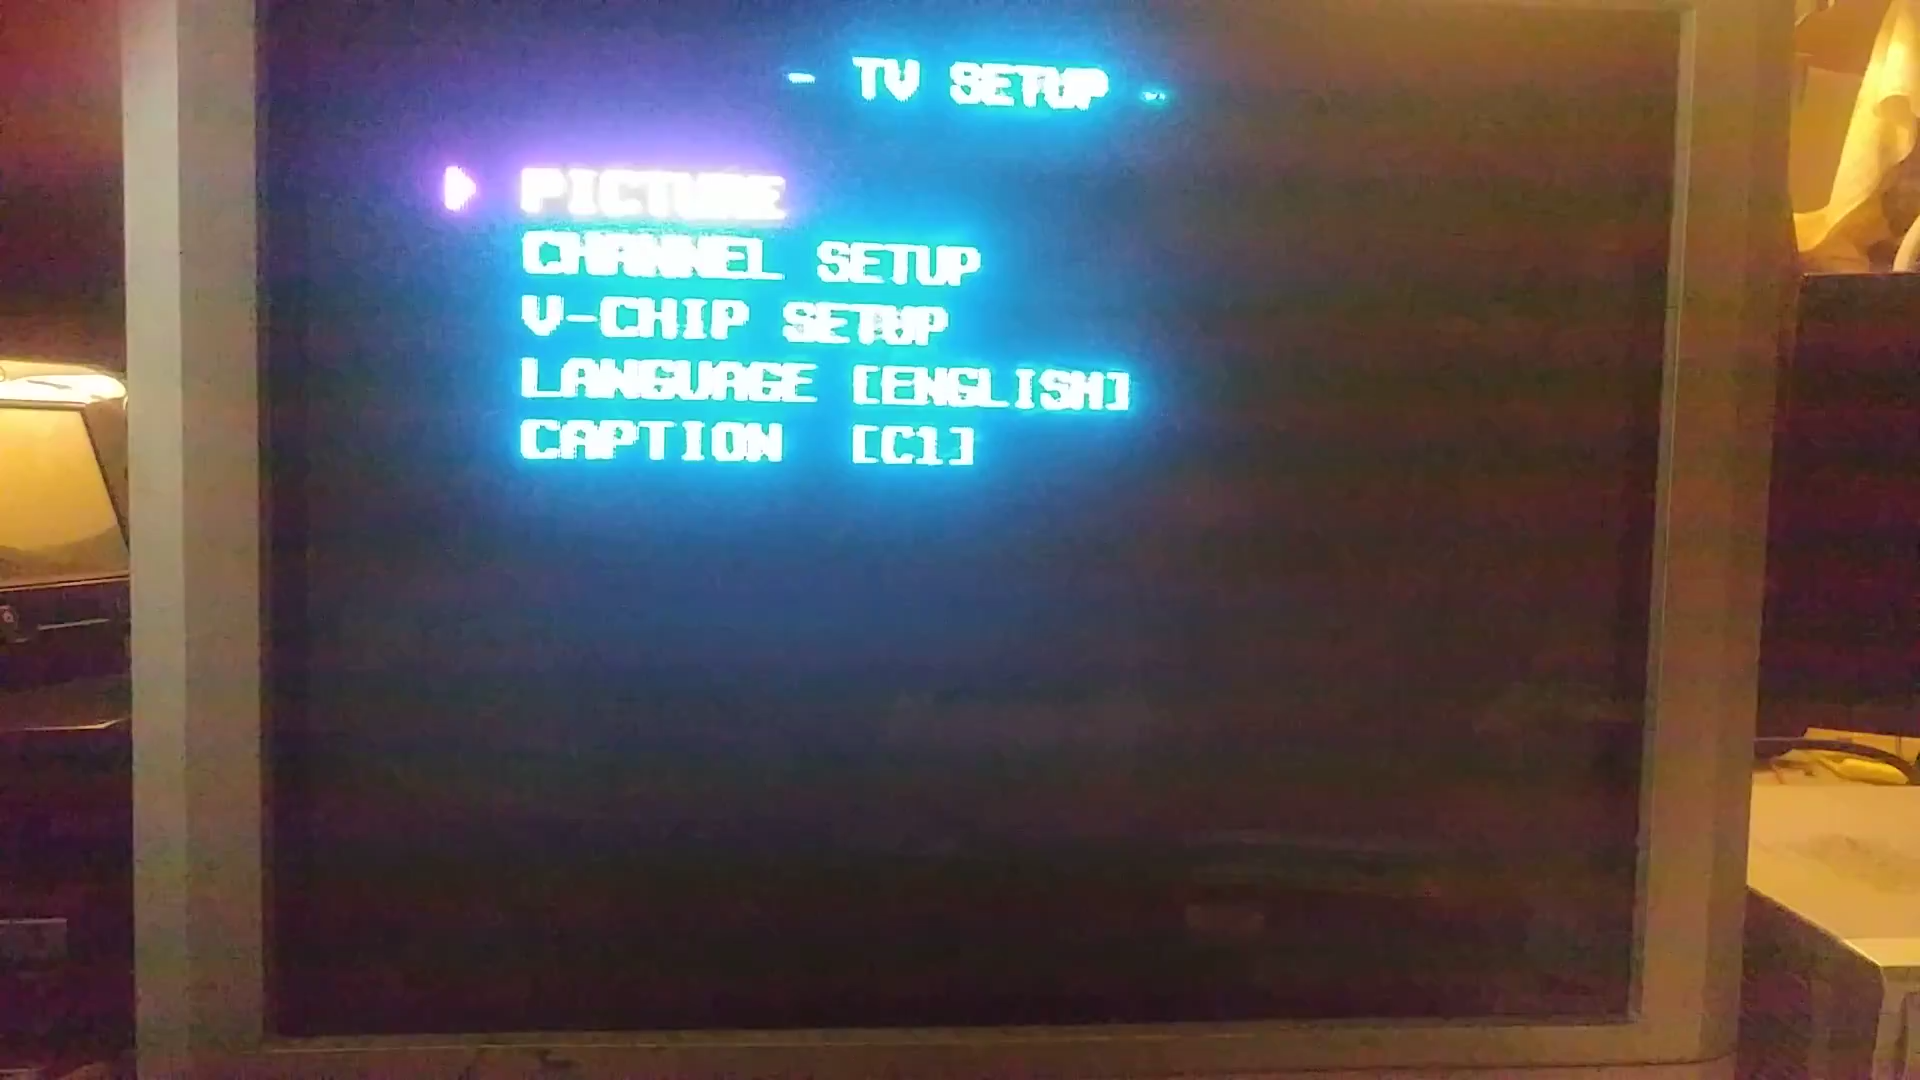 - TV SETUP -
PICTURE
CHANNEL SETUP
V-CHIP SETUP
LANGUAGE [ENGLISH]
CAPTION [C1]